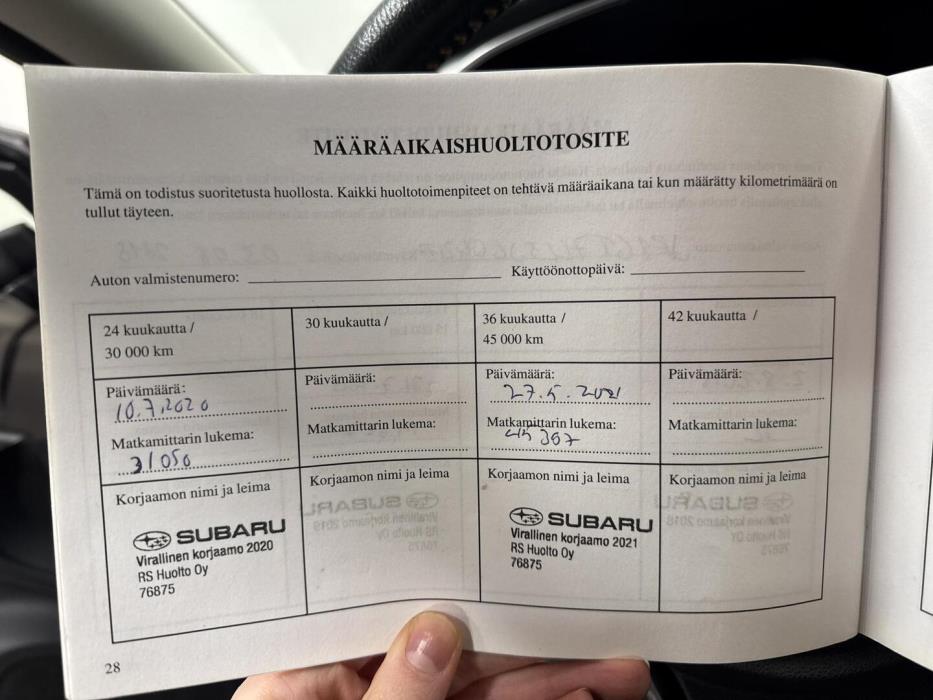 MÄÄRÄAIKAISHUOLTOTOSITE
Tämä on todistus suoritetusta huollosta. Kaikki huoltotoimenpiteet on tehtävä määräaikana tai kun määrätty kilometrimäärä on
tullut täyteen.
Auton valmistenumero:
Käyttöönottopäivä:
24 kuukautta /
30 000 km
30 kuukautta /
36 kuukautta /
45 000 km
42 kuukautta /
Päivämäärä:
10.7.2020
Matkamittarin lukema:
31050
Päivämäärä:
Matkamittarin lukema:
Päivämäärä:
27.5.2021
Matkamittarin lukema:
45 367
Päivämäärä:
Matkamittarin lukema:
Korjaamon nimi ja leima
SUBARU
Virallinen korjaamo 2020
RS Huolto Oy
76875
Korjaamon nimi ja leima
Korjaamon nimi ja leima
SUBARU
Virallinen korjaamo 2021
RS Huolto Oy
76875
Korjaamon nimi ja leima
28